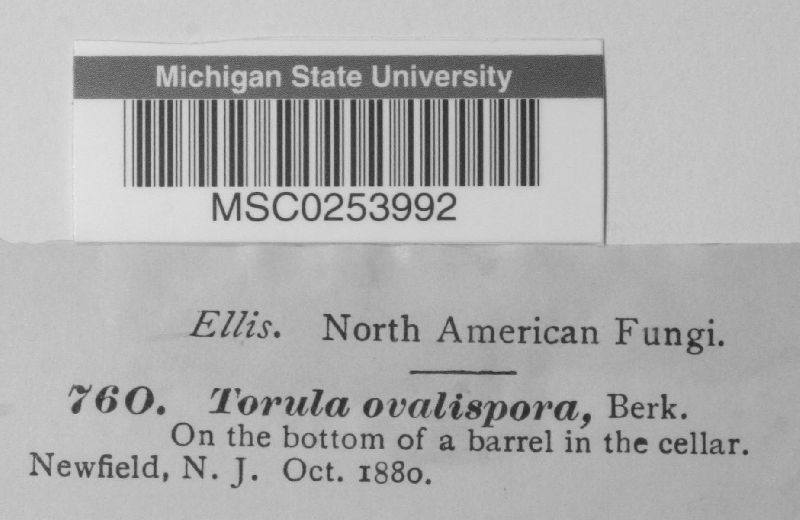 Michigan State University
MSC0253992
Ellis. North American Fungi.
760. Torula ovalispora, Berk.
On the bottom of a barrel in the cellar.
Newfield, N. J. Oct. 1880.